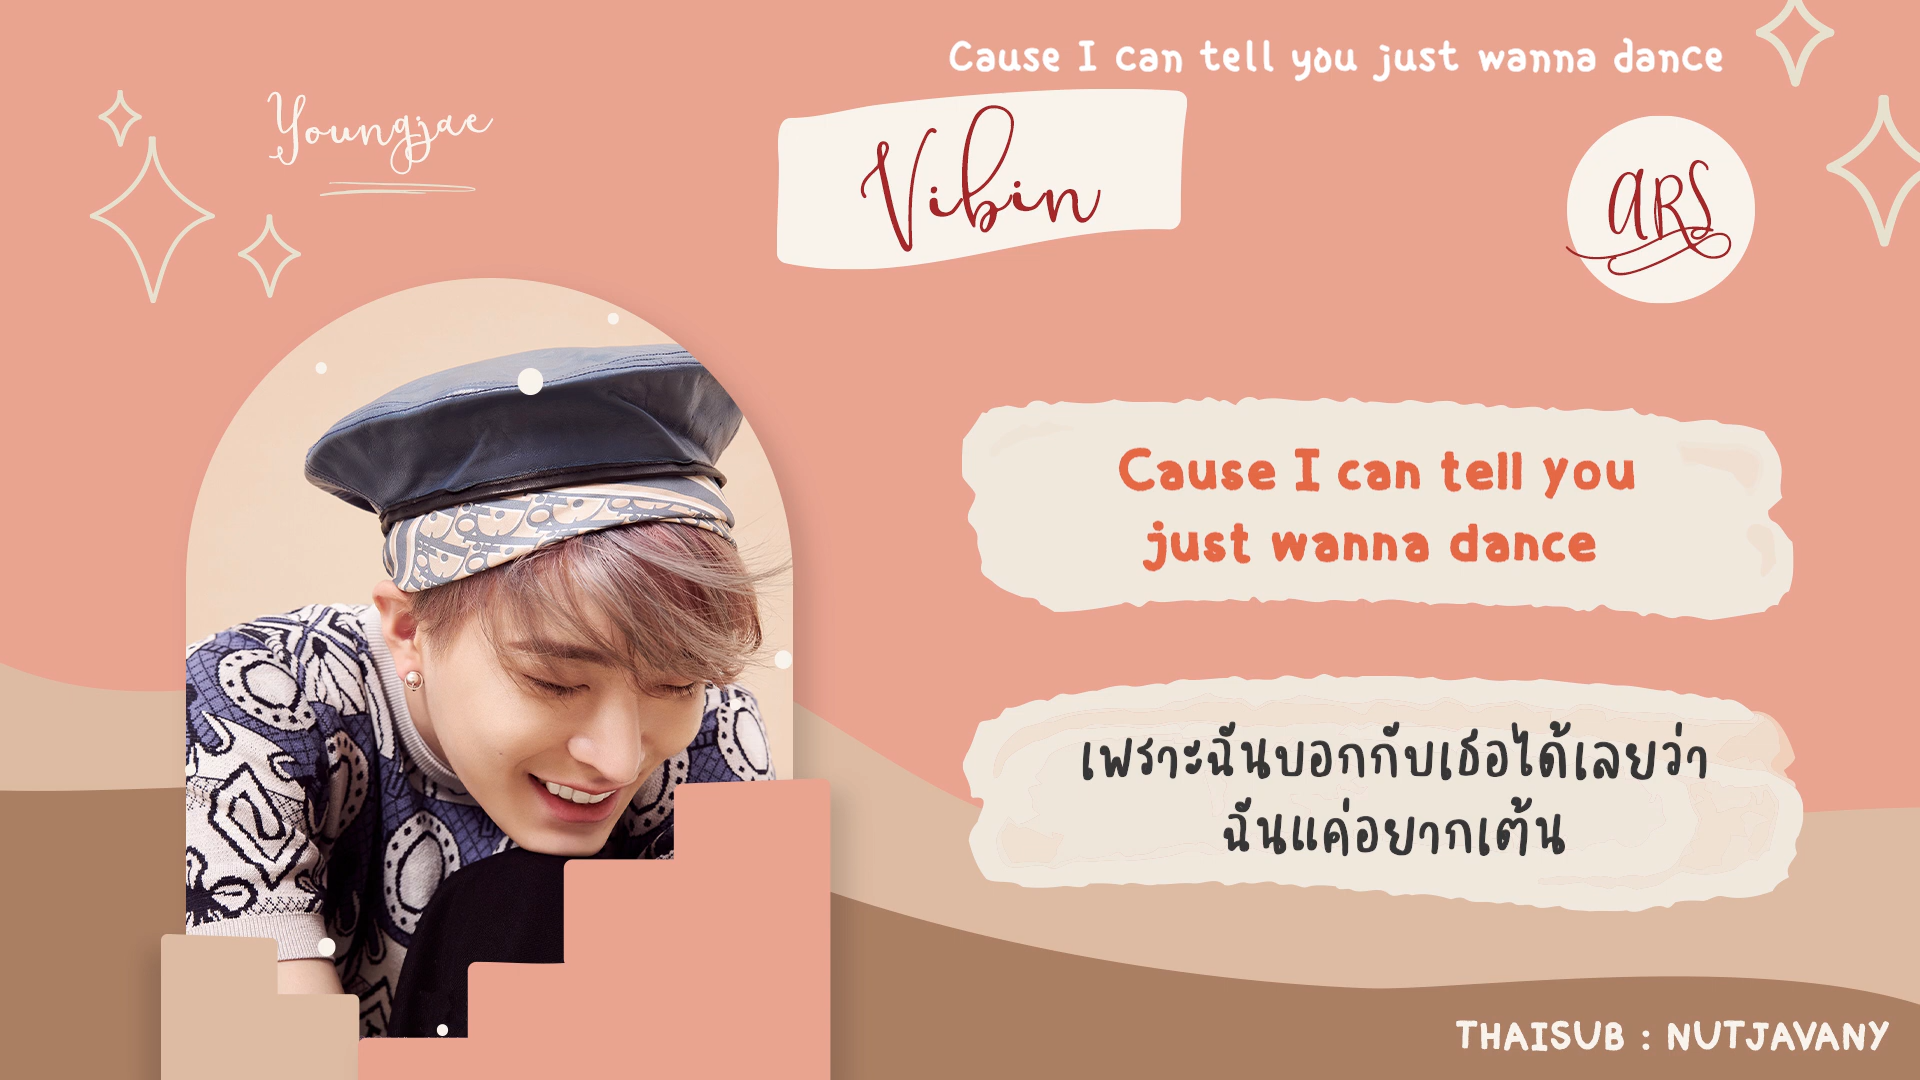 Cause I can tell you just wanna dance
Youngjae
Vibin
ARS
Cause I can tell you
just wanna dance
เพราะฉันบอกกับเธอได้เลยว่า
ฉันแค่อยากเต้น
THAISUB : NUTJAVANY